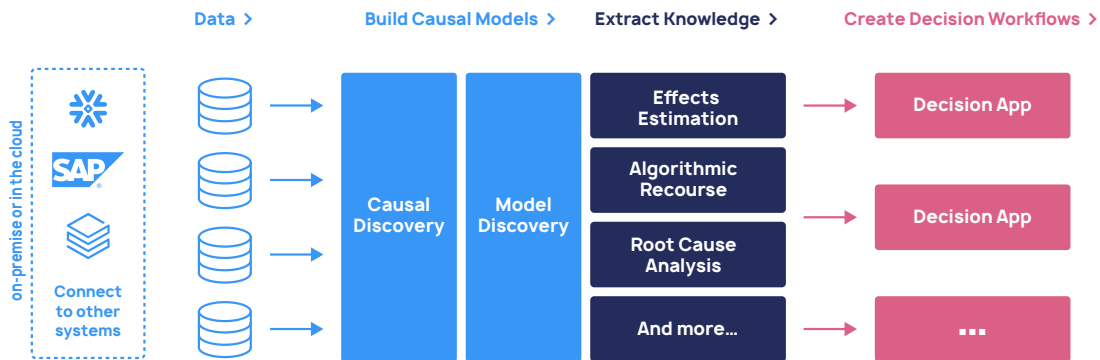 Data >
Build Causal Models >
Extract Knowledge >
Create Decision Workflows >
on-premise or in the cloud
SAP
®
Connect
to other
systems
Causal
Discovery
Model
Discovery
Effects
Estimation
Algorithmic
Recourse
Root Cause
Analysis
And more...
Decision App
Decision App
...